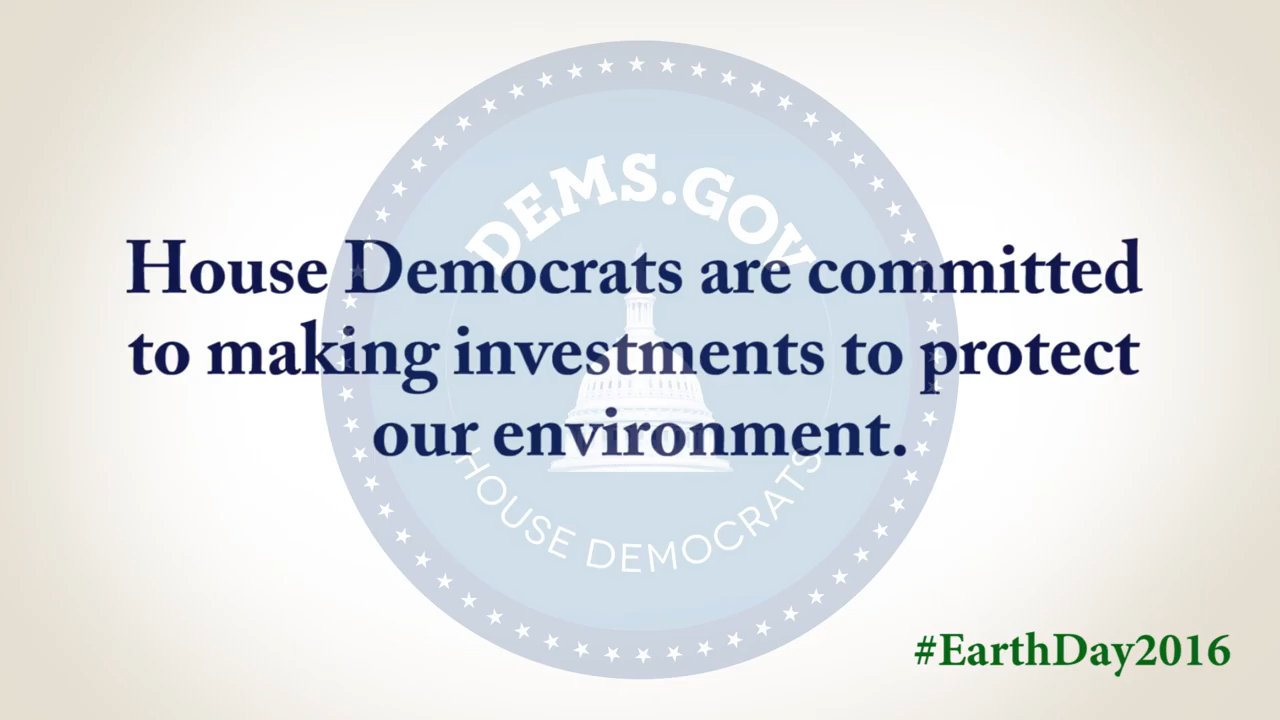 DEMS.GOV
House Democrats are committed
to making investments to protect
our environment.
HOUSE DEMOCRATS
#EarthDay2016